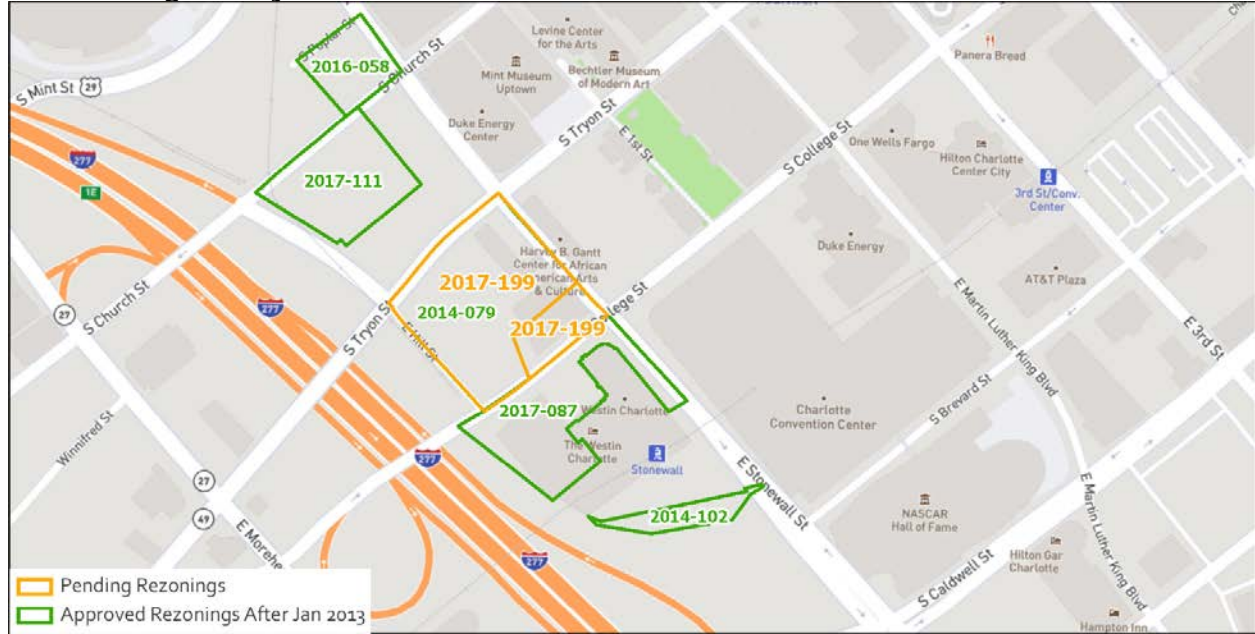 S Poplar St
2016-058
S Church St
Levine Center
for the Arts
Mint Museum
Uptown
Bechtler Museum
of Modern Art
Panera Bread
S Mint St 29
S Tryon St
Duke Energy
Center
E 1st St
S College St
One Wells Fargo
Hilton Charlotte
Center City
277
1E
2017-111
3rd St/Conv.
Center
Harvey B. Gantt
Center for African
American Arts
& Culture
2017-199
Duke Energy
AT&T Plaza
2014-079
College St
277
27
S Church St
S Tryon St
E Hill St
2017-199
E Martin Luther King Blvd
E 3rd St
2017-087
Westin Charlotte
Charlotte
Convention Center
S Brevard St
The Westin
Charlotte
Stonewall
Winnifred St
277
27
49
E Morehe
2014-102
E Stonewall St
NASCAR
Hall of Fame
E Martin Luther King Blvd
277
Hilton Gar
Charlotte
S Caldwell St
Hampton Inn
Pending Rezonings
Approved Rezonings After Jan 2013